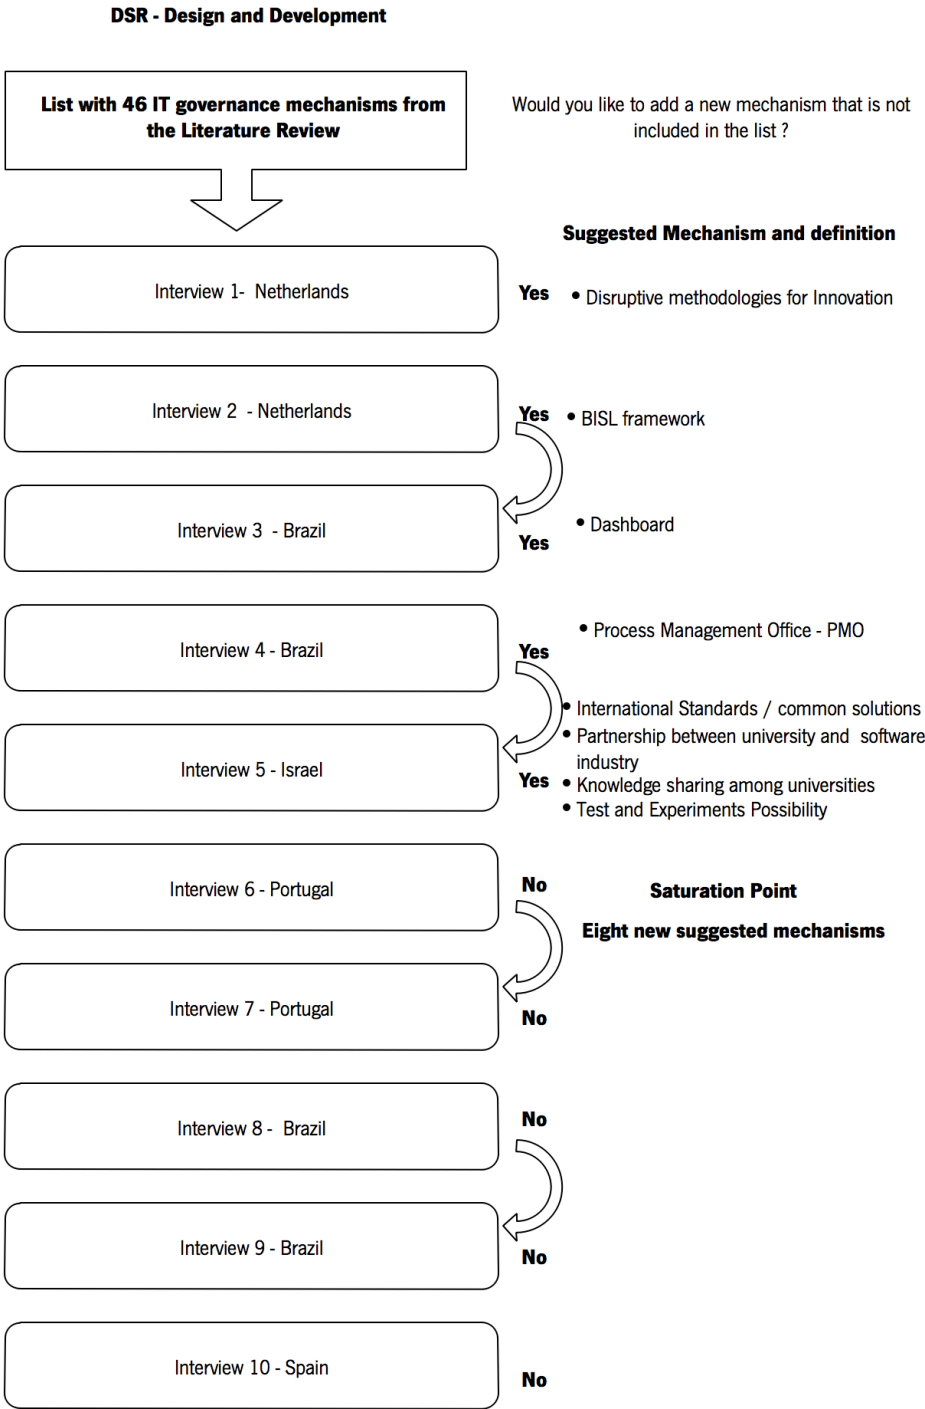 DSR - Design and Development
List with 46 IT governance mechanisms from
the Literature Review
Would you like to add a new mechanism that is not
included in the list ?
Suggested Mechanism and definition
Interview 1- Netherlands
Yes
• Disruptive methodologies for Innovation
Interview 2 - Netherlands
Yes
• BISL framework
Interview 3 - Brazil
Yes
• Dashboard
Interview 4 - Brazil
Yes
• Process Management Office - PMO
Interview 5 - Israel
Yes
• International Standards / common solutions
• Partnership between university and software
industry
• Knowledge sharing among universities
• Test and Experiments Possibility
Interview 6 - Portugal
No
Saturation Point
Eight new suggested mechanisms
Interview 7 - Portugal
No
Interview 8 - Brazil
No
Interview 9 - Brazil
No
Interview 10 - Spain
No